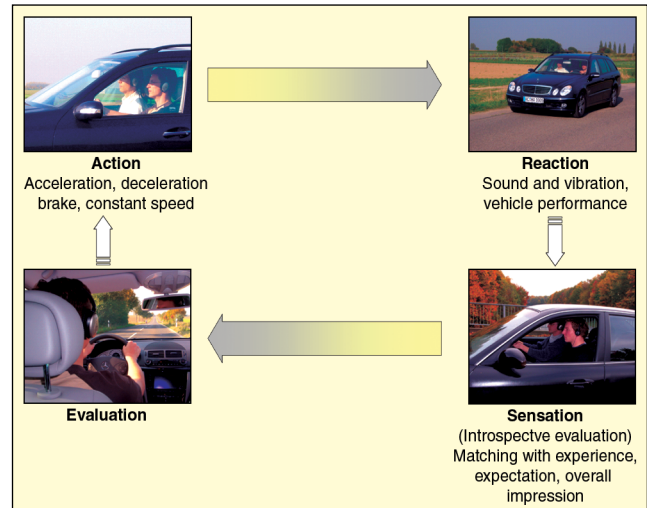 Action
Acceleration, deceleration
brake, constant speed
Reaction
Sound and vibration,
vehicle performance
Evaluation
Sensation
(Introspectve evaluation)
Matching with experience,
expectation, overall
impression